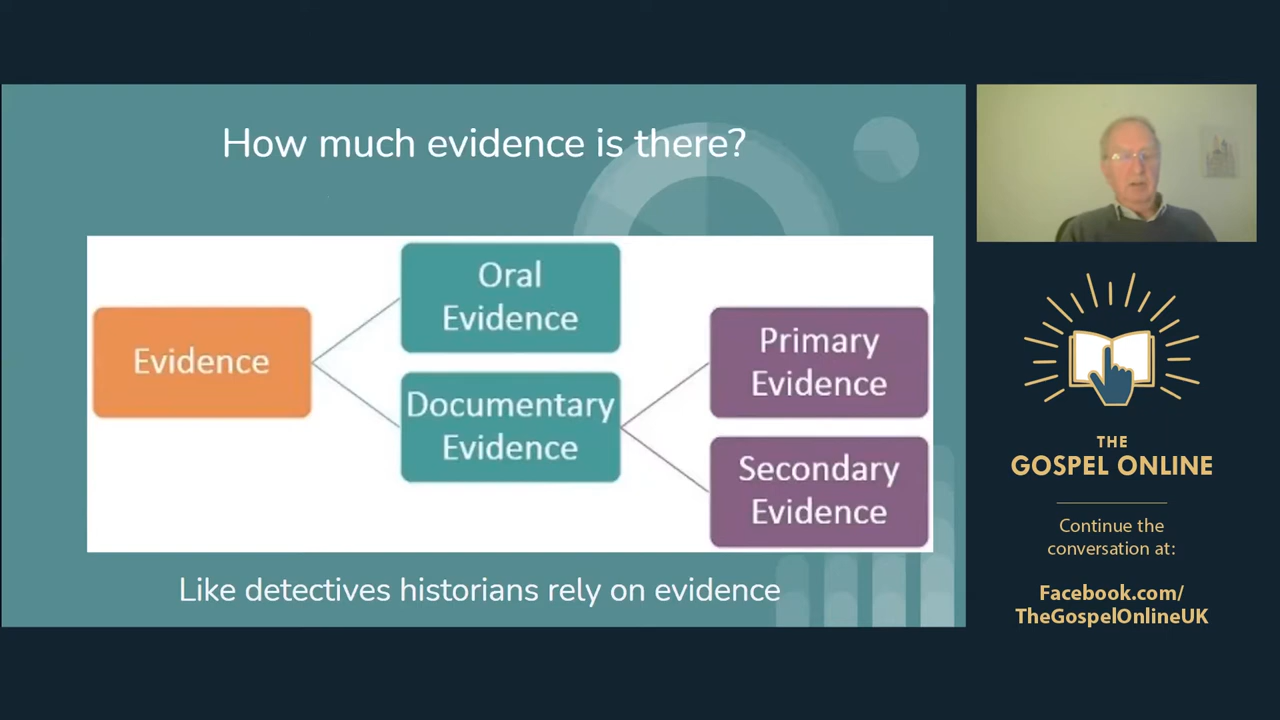 How much evidence is there?
Evidence
Oral
Evidence
Documentary
Evidence
Primary
Evidence
Secondary
Evidence
Like detectives historians rely on evidence
THE
GOSPEL ONLINE
Continue the
conversation at:
Facebook.com/
TheGospelOnlineUK